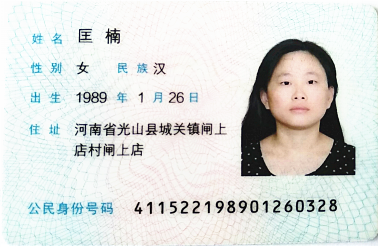 姓名 匡楠
性别 女 民族 汉
出生 1989 年 1 月 26 日
住址 河南省光山县城关镇闸上
店村闸上店
公民身份号码 411522198901260328